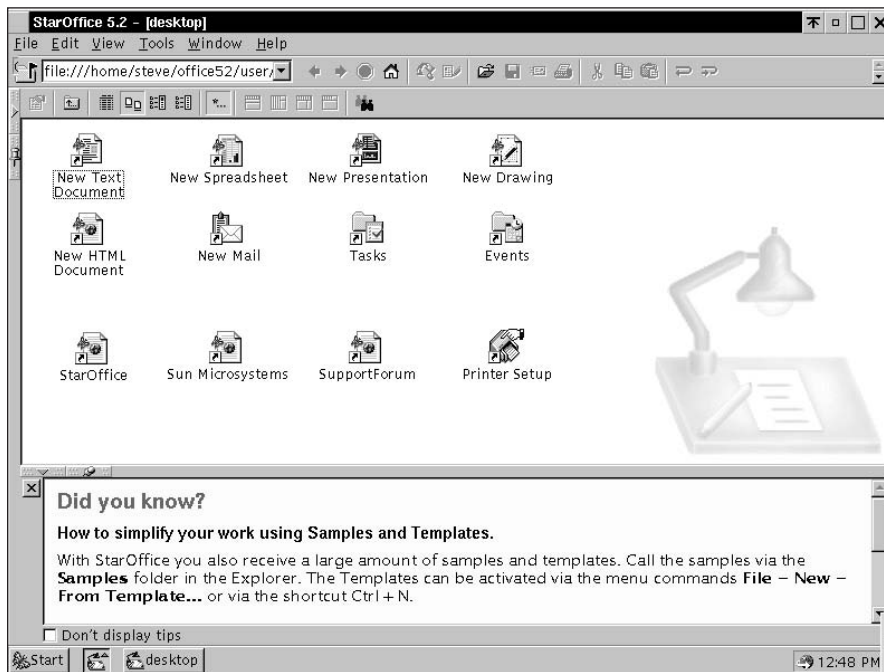 StarOffice 5.2 – [desktop]
File Edit View Tools Window Help
file:///home/steve/office52/user/
New Text
Document
New Spreadsheet
New Presentation
New Drawing
New HTML
Document
New Mail
Tasks
Events
StarOffice
Sun Microsystems
SupportForum
Printer Setup
Did you know?
How to simplify your work using Samples and Templates.
With StarOffice you also receive a large amount of samples and templates. Call the samples via the
Samples folder in the Explorer. The Templates can be activated via the menu commands File – New –
From Template... or via the shortcut Ctrl + N.
Don't display tips
Start desktop 12:48 PM